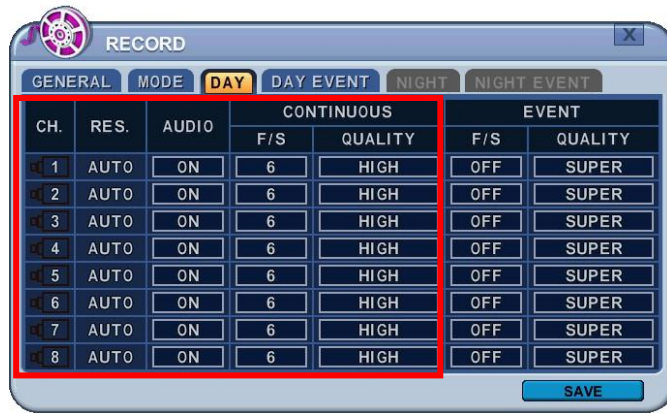 RECORD X
GENERAL MODE DAY DAY EVENT NIGHT NIGHT EVENT
CH. RES. AUDIO CONTINUOUS EVENT
F/S QUALITY F/S QUALITY
1 AUTO ON 6 HIGH OFF SUPER
2 AUTO ON 6 HIGH OFF SUPER
3 AUTO ON 6 HIGH OFF SUPER
4 AUTO ON 6 HIGH OFF SUPER
5 AUTO ON 6 HIGH OFF SUPER
6 AUTO ON 6 HIGH OFF SUPER
7 AUTO ON 6 HIGH OFF SUPER
8 AUTO ON 6 HIGH OFF SUPER
SAVE